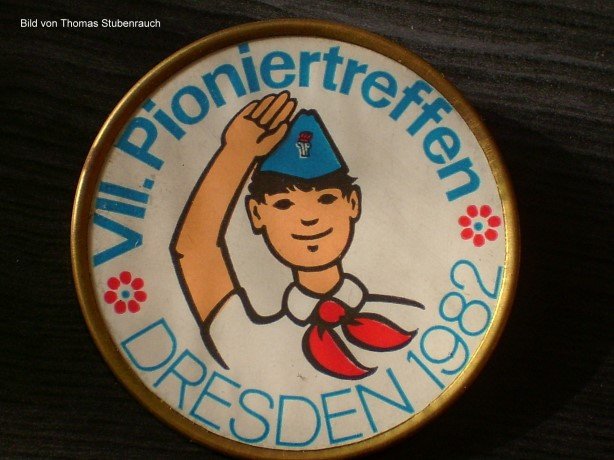 Bild von Thomas Stubenrauch
VII. Pioniertreffen
DRESDEN 1982